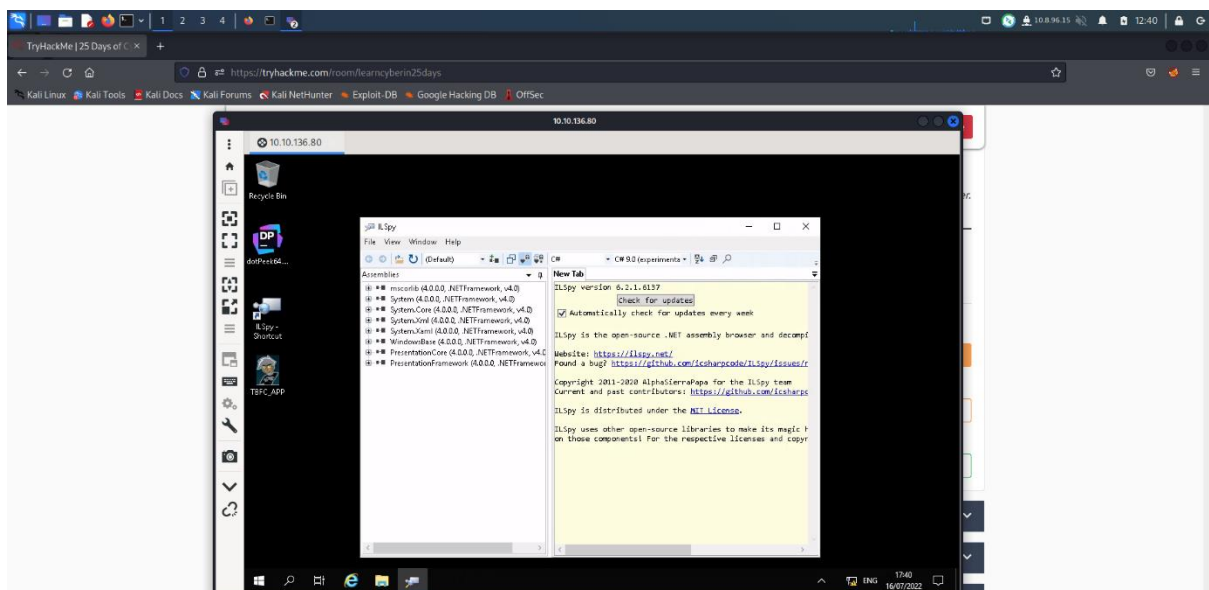 1 2 3 4
10.8.96.15
12:40
TryHackMe | 25 Days of C
https://tryhackme.com/room/learncyberin25days
Kali Linux Kali Tools Kali Docs Kali Forums Kali NetHunter Exploit-DB Google Hacking DB OffSec
10.10.136.80
10.10.136.80
Recycle Bin
dotPeek64...
ILSpy - Shortcut
TBFC_APP
ILSpy
File View Window Help
(Default) C# C# 9.0 (experimenta
Assemblies
mscorlib (4.0.0.0, .NETFramework, v4.0)
System (4.0.0.0, .NETFramework, v4.0)
System.Core (4.0.0.0, .NETFramework, v4.0)
System.Xml (4.0.0.0, .NETFramework, v4.0)
System.Xaml (4.0.0.0, .NETFramework, v4.0)
WindowsBase (4.0.0.0, .NETFramework, v4.0)
PresentationCore (4.0.0.0, .NETFramework, v4.0
PresentationFramework (4.0.0.0, .NETFramewor
New Tab
ILSpy version 6.2.1.6137
Check for updates
Automatically check for updates every week
ILSpy is the open-source .NET assembly browser and decompi
Website: https://ilspy.net/
Found a bug? https://github.com/icsharpcode/ILSpy/issues/n
Copyright 2011-2020 AlphaSierraPapa for the ILSpy team
Current and past contributors: https://github.com/icsharpc
ILSpy is distributed under the MIT License.
ILSpy uses other open-source libraries to make its magic h
on those components! For the respective licenses and copyr
ENG
17:40
16/07/2022